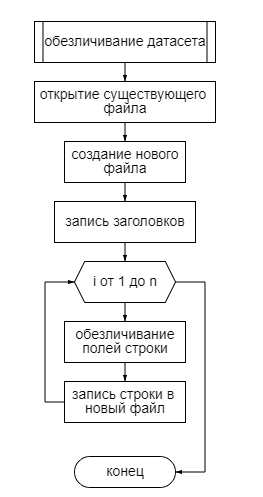 обезличивание датасета
открытие существующего
файла
создание нового
файла
запись заголовков
i от 1 до n
обезличивание
полей строки
запись строки в
новый файл
конец